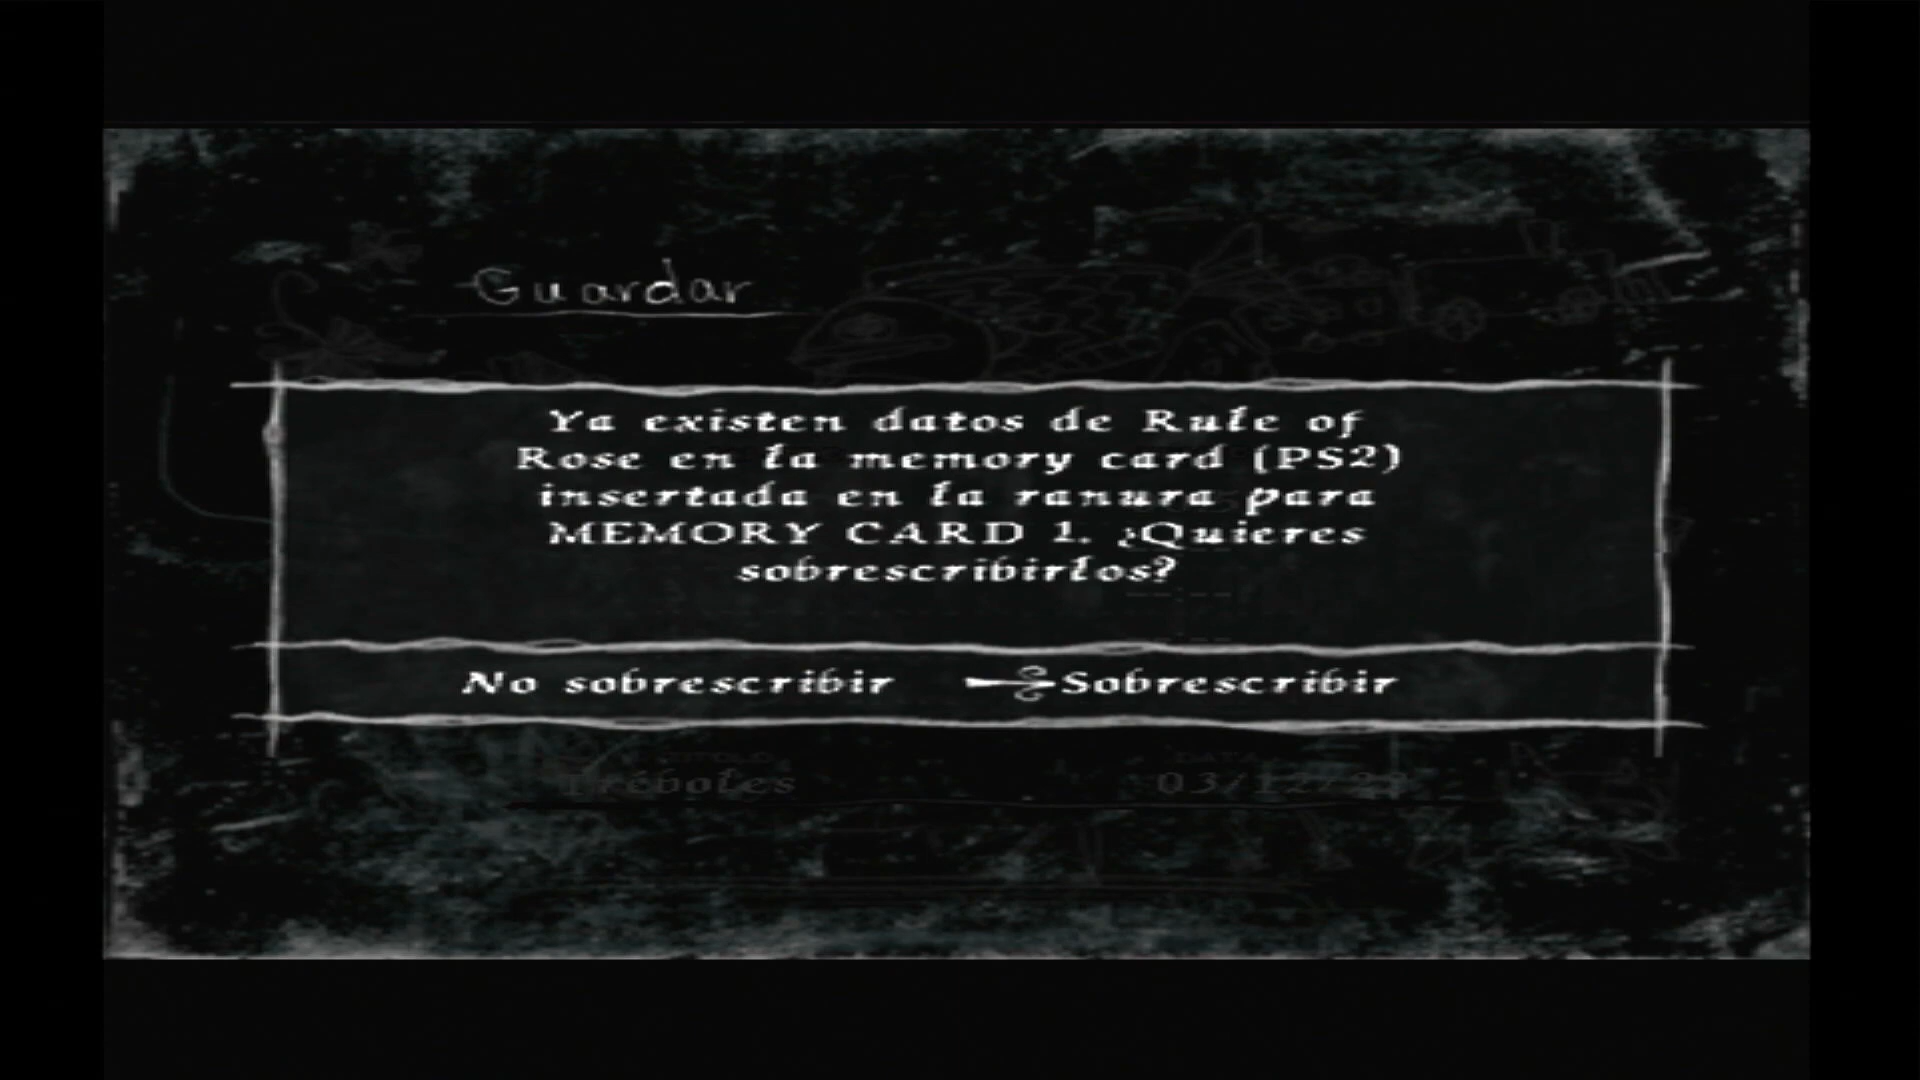 Guardar
Ya existen datos de Rule of
Rose en la memory card (PS2)
insertada en la ranura para
MEMORY CARD 1. ¿Quieres
sobrescribirlos?
No sobrescribir Sobrescribir
Tréboles